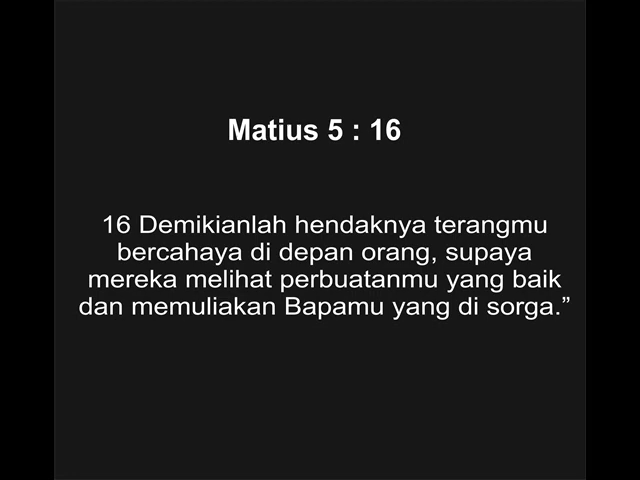 Matius 5 : 16
16 Demikianlah hendaknya terangmu
bercahaya di depan orang, supaya
mereka melihat perbuatanmu yang baik
dan memuliakan Bapamu yang di sorga.”